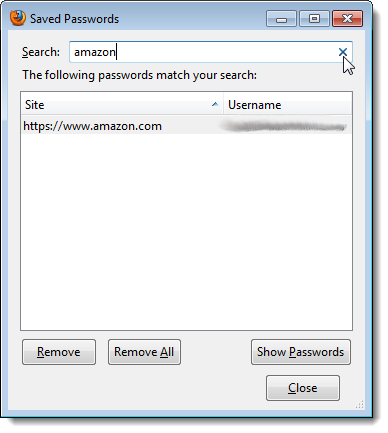 Saved Passwords
Search: amazon
The following passwords match your search:
Site Username
https://www.amazon.com
Remove Remove All Show Passwords
Close